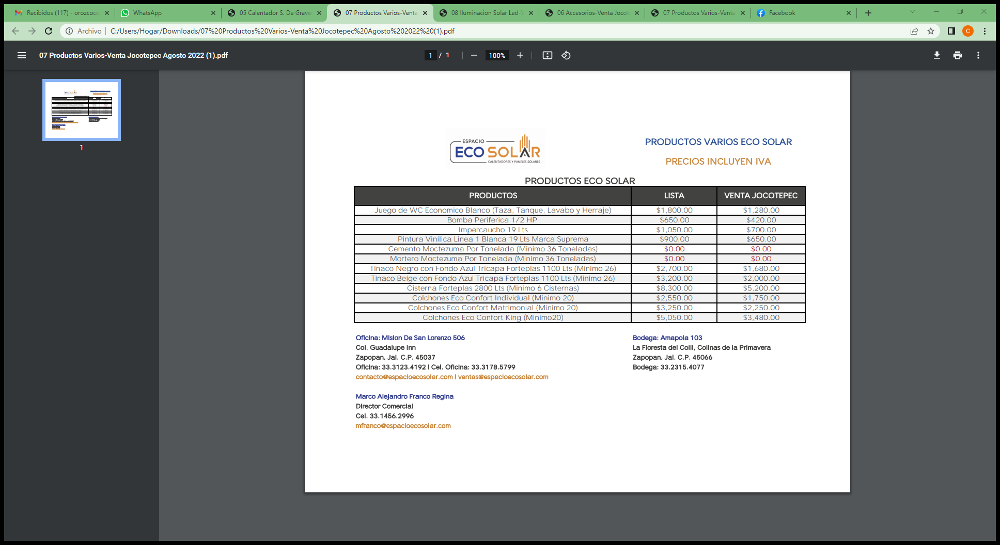 Recibidos (117) - orozcoco
WhatsApp
05 Calentador S. De Grave
07 Productos Varios-Venta
08 Iluminacion Solar Led-V
06 Accesorios-Venta Jocot
07 Productos Varios-Venta
Facebook
Archivo
C:/Users/Hogar/Downloads/07%20Productos%20Varios-Venta%20Jocotepec%20Agosto%202022%20(1).pdf
C
07 Productos Varios-Venta Jocotepec Agosto 2022 (1).pdf
1 / 1
100%
1
ESPACIO
ECO SOLAR
CALENTADORES Y PANELES SOLARES
PRODUCTOS VARIOS ECO SOLAR
PRECIOS INCLUYEN IVA
PRODUCTOS ECO SOLAR
PRODUCTOS LISTA VENTA JOCOTEPEC
Juego de WC Economico Blanco (Taza, Tanque, Lavabo y Herraje) $1,800.00 $1,280.00
Bomba Periferica 1/2 HP $650.00 $420.00
Impercaucho 19 Lts $1,050.00 $700.00
Pintura Vinilica Linea 1 Blanca 19 Lts Marca Suprema $900.00 $650.00
Cemento Moctezuma Por Tonelada (Minimo 36 Toneladas) $0.00 $0.00
Mortero Moctezuma Por Tonelada (Minimo 36 Toneladas) $0.00 $0.00
Tinaco Negro con Fondo Azul Tricapa Forteplas 1100 Lts (Minimo 26) $2,700.00 $1,680.00
Tinaco Beige con Fondo Azul Tricapa Forteplas 1100 Lts (Minimo 26) $3,200.00 $2,000.00
Cisterna Forteplas 2800 Lts (Minimo 6 Cisternas) $8,300.00 $5,200.00
Colchones Eco Confort Individual (Minimo 20) $2,550.00 $1,750.00
Colchones Eco Confort Matrimonial (Minimo 20) $3,250.00 $2,250.00
Colchones Eco Confort King (Minimo20) $5,050.00 $3,480.00
Oficina: Mision De San Lorenzo 506
Col. Guadalupe Inn
Zapopan, Jal. C.P. 45037
Oficina: 33.3123.4192 I Cel. Oficina: 33.3178.5799
contacto@espacioecosolar.com I ventas@espacioecosolar.com
Bodega: Amapola 103
La Floresta del Colli, Colinas de la Primavera
Zapopan, Jal. C.P. 45066
Bodega: 33.2315.4077
Marco Alejandro Franco Regina
Director Comercial
Cel. 33.1456.2996
mfranco@espacioecosolar.com